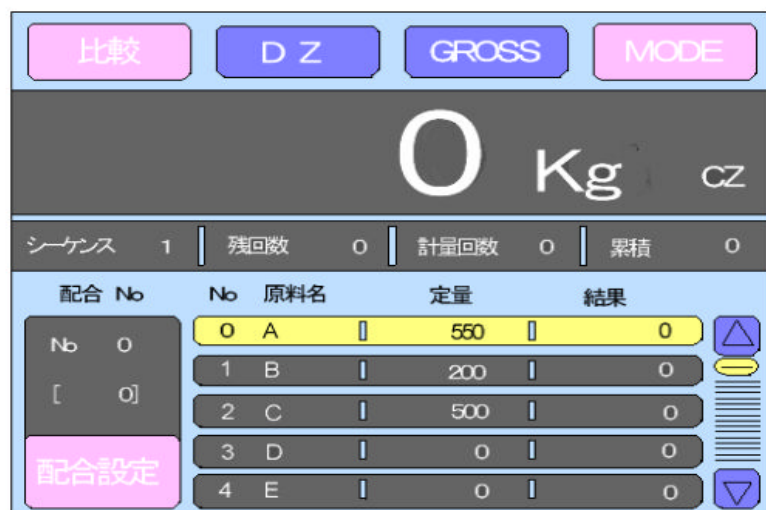 比較 DZ GROSS MODE
0 Kg CZ
シーケンス 1 残回数 0 計量回数 0 累積 0
配合 No No 原料名 定量 結果
No 0
[ 0]
配合設定
0 A 550 0
1 B 200 0
2 C 500 0
3 D 0 0
4 E 0 0